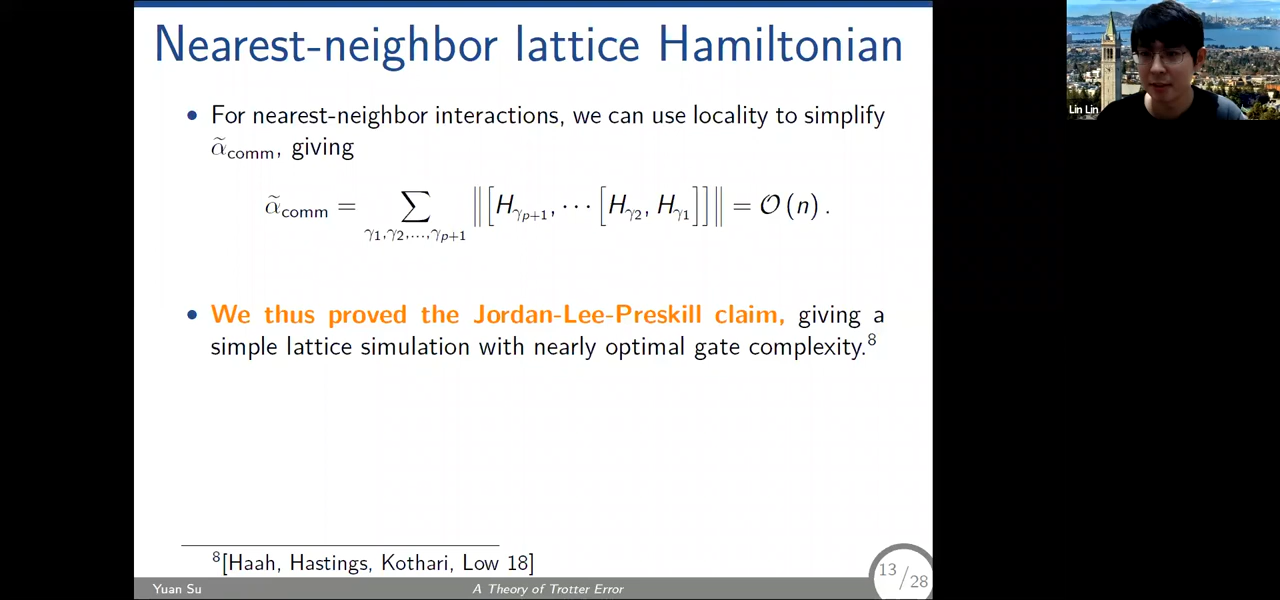 Nearest-neighbor lattice Hamiltonian
• For nearest-neighbor interactions, we can use locality to simplify
α̃comm, giving
α̃comm = ∑γ1,γ2,...,γp+1 ‖[Hγp+1, ⋯ [Hγ2, Hγ1]]‖ = O(n).
• We thus proved the Jordan-Lee-Preskill claim, giving a
simple lattice simulation with nearly optimal gate complexity.⁸
⁸[Haah, Hastings, Kothari, Low 18]
Yuan Su
A Theory of Trotter Error
13/28
Lin Lin